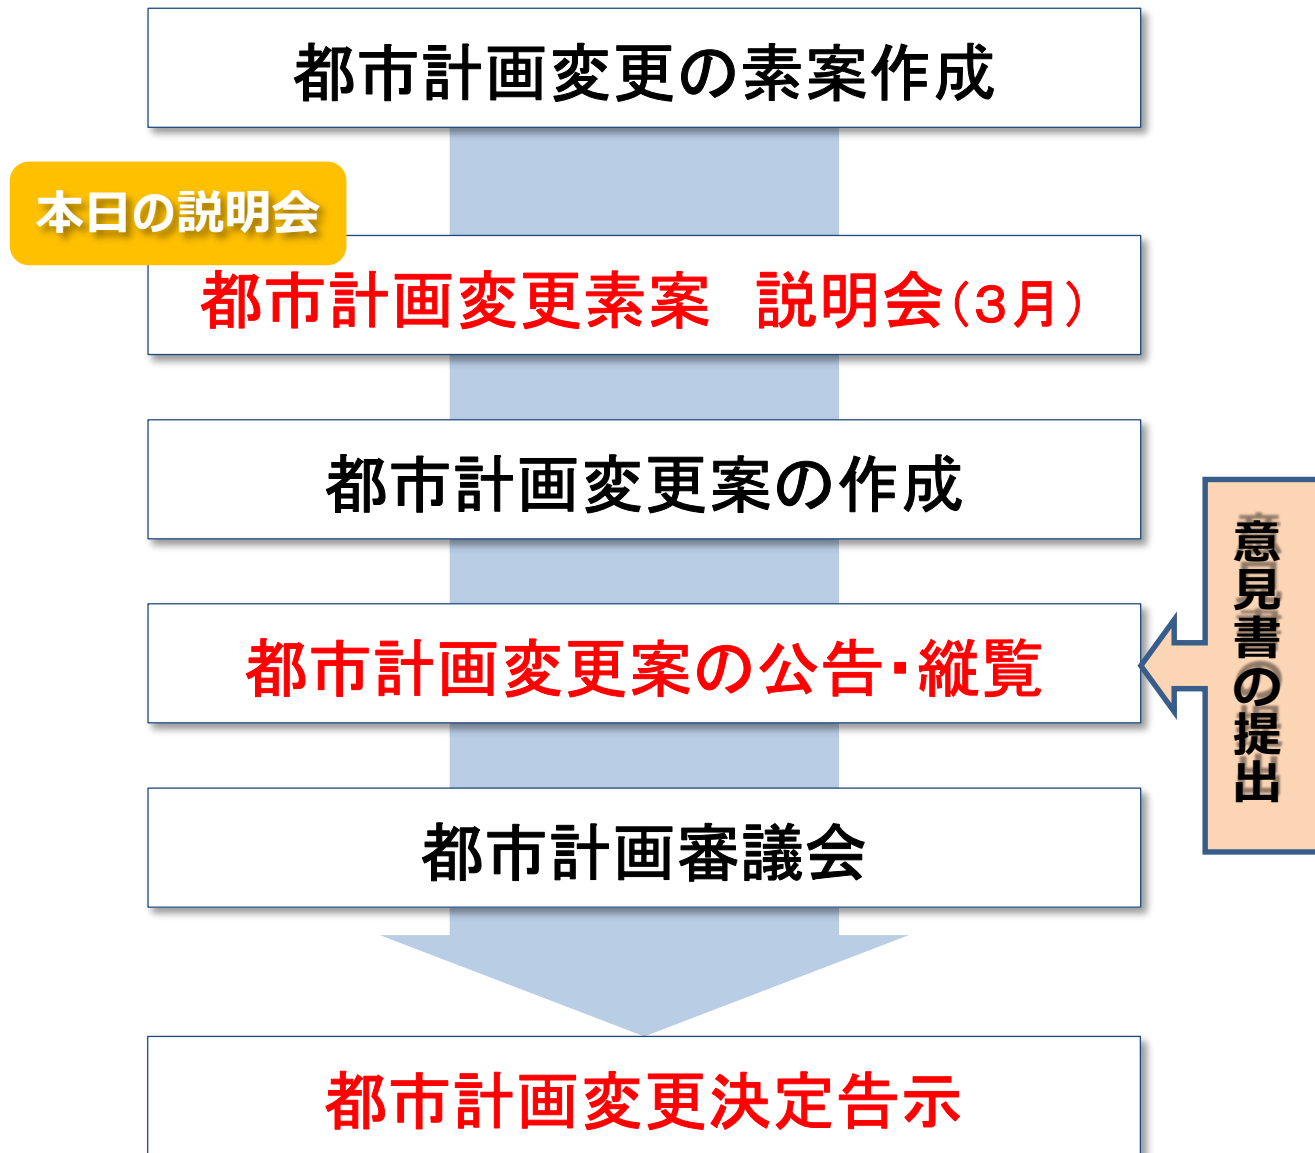 都市計画変更の素案作成
本日の説明会
都市計画変更素案　説明会(３月)
都市計画変更案の作成
都市計画変更案の公告・縦覧
意見書の提出
都市計画審議会
都市計画変更決定告示